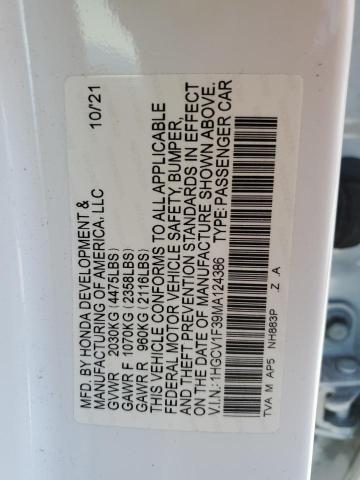 MFD. BY HONDA DEVELOPMENT &
MANUFACTURING OF AMERICA, LLC 10/21
GVWR 2030KG (4475LBS)
GAWR F 1070KG (2358LBS)
GAWR R 960KG (2116LBS)
THIS VEHICLE CONFORMS TO ALL APPLICABLE
FEDERAL MOTOR VEHICLE SAFETY, BUMPER,
AND THEFT PREVENTION STANDARDS IN EFFECT
ON THE DATE OF MANUFACTURE SHOWN ABOVE.
V.I.N.: 1HGCV1F39MA124386 TYPE: PASSENGER CAR
TVA M AP5 NH883P .Z .A